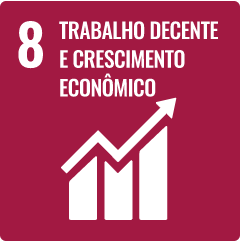 8 TRABALHO DECENTE
E CRESCIMENTO
ECONÔMICO